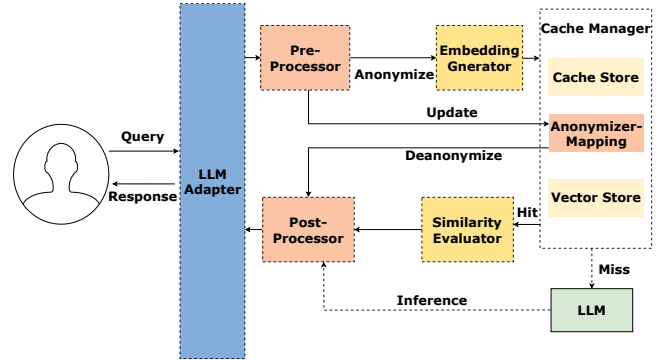 Pre-
Processor
Anonymize
Embedding
Gnerator
Cache Manager
Cache Store
Update
Anonymizer-
Mapping
Query
Deanonymize
LLM
Adapter
Response
Post-
Processor
Similarity
Evaluator
Hit
Vector Store
Miss
Inference
LLM